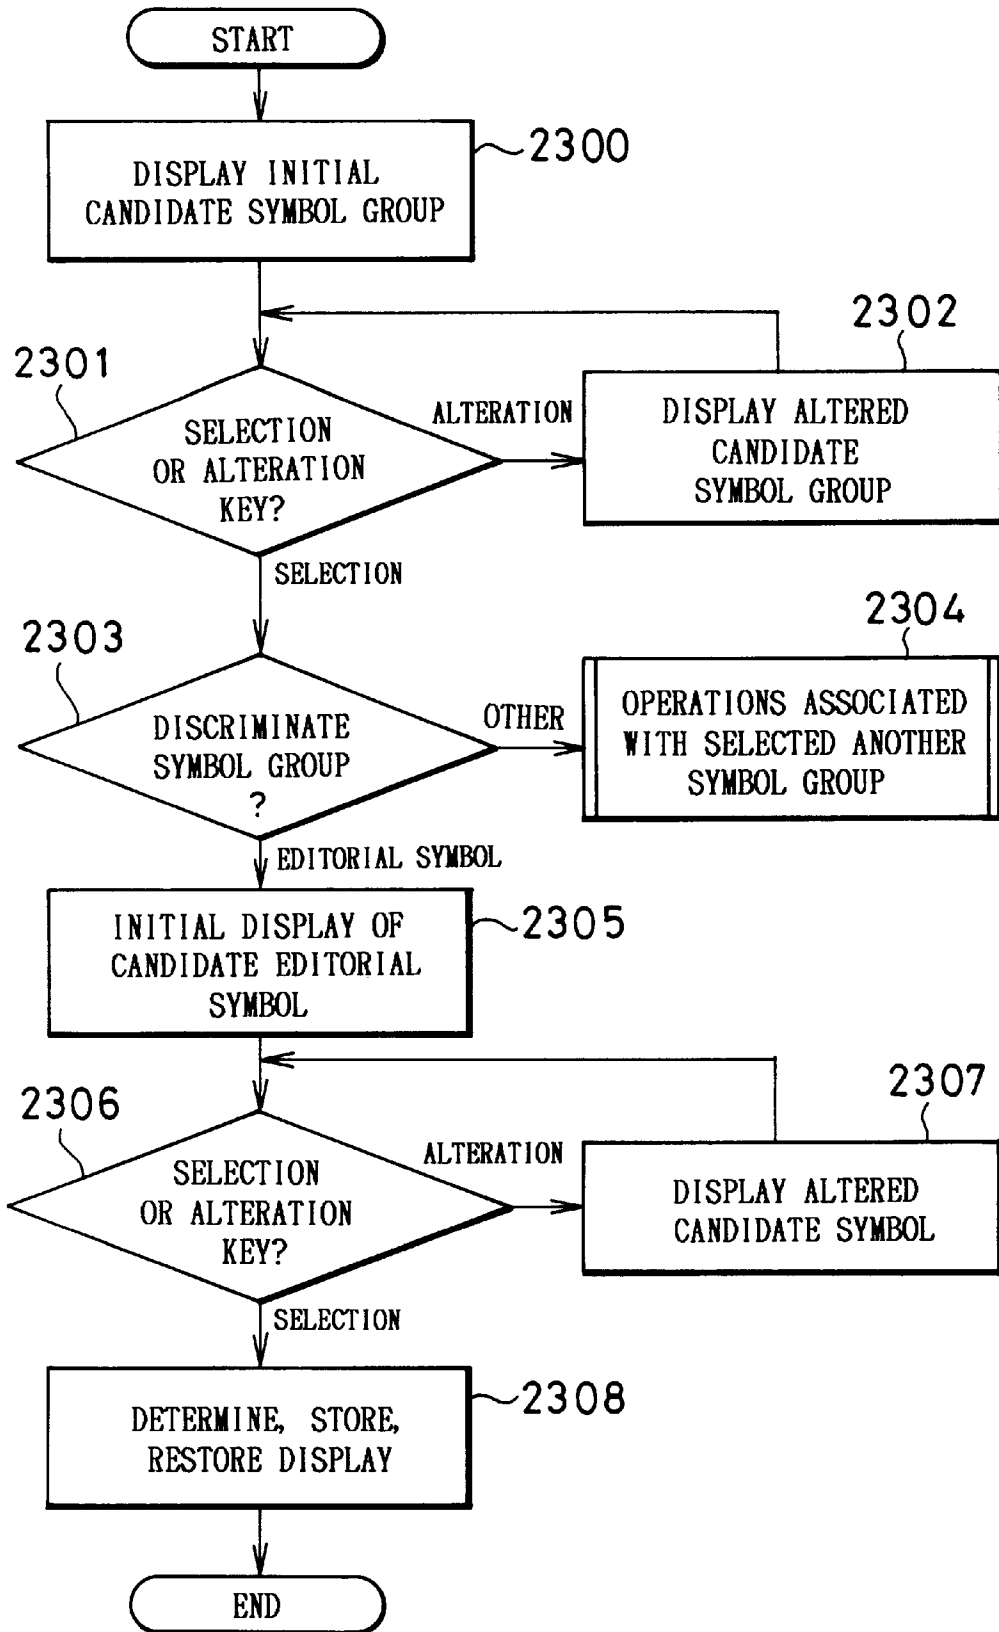 START
2300
DISPLAY INITIAL
CANDIDATE SYMBOL GROUP
2302
2301
ALTERATION
SELECTION
OR ALTERATION
KEY?
DISPLAY ALTERED
CANDIDATE
SYMBOL GROUP
SELECTION
2304
2303
OTHER
DISCRIMINATE
SYMBOL GROUP
?
OPERATIONS ASSOCIATED
WITH SELECTED ANOTHER
SYMBOL GROUP
EDITORIAL SYMBOL
2305
INITIAL DISPLAY OF
CANDIDATE EDITORIAL
SYMBOL
2307
2306
ALTERATION
SELECTION
OR ALTERATION
KEY?
DISPLAY ALTERED
CANDIDATE SYMBOL
SELECTION
2308
DETERMINE, STORE,
RESTORE DISPLAY
END